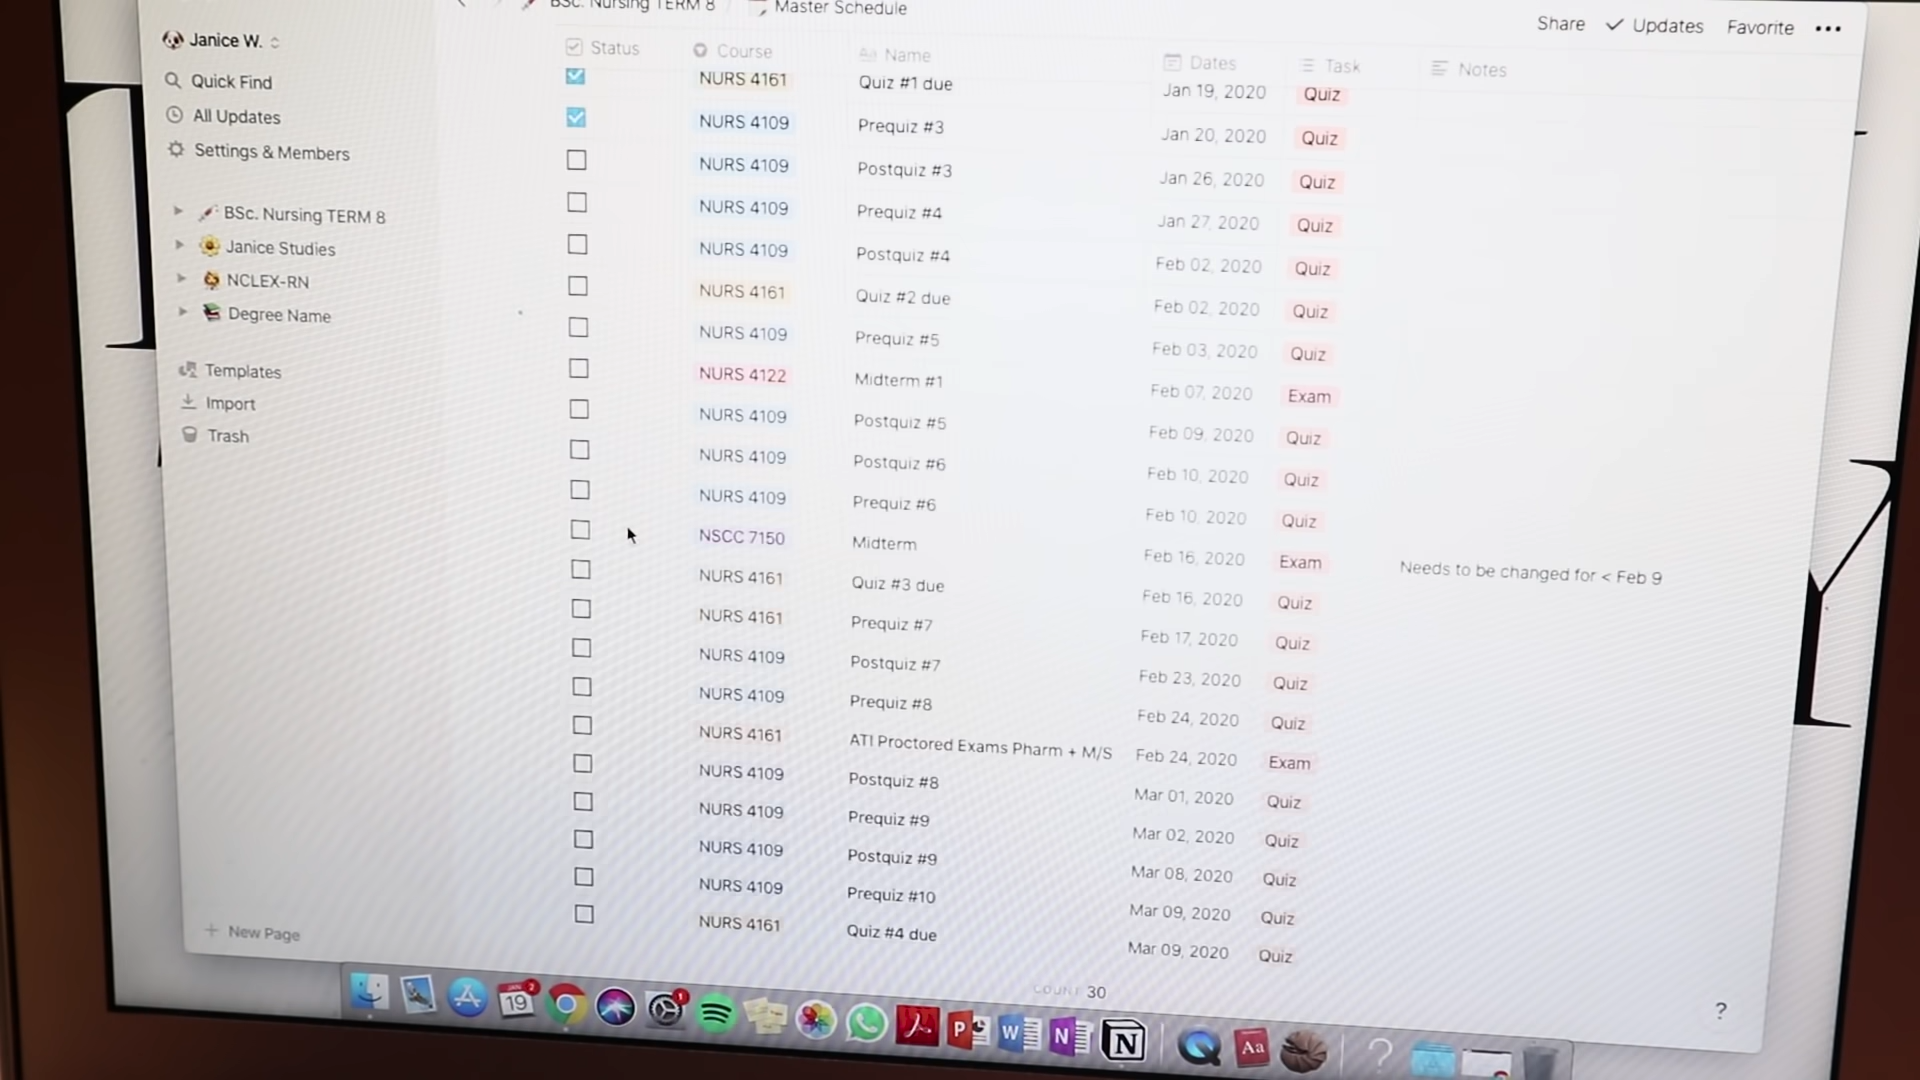 BSc. Nursing TERM 8 / Master Schedule
Share Updates Favorite •••
Janice W.
Quick Find
All Updates
Settings & Members
BSc. Nursing TERM 8
Janice Studies
NCLEX-RN
Degree Name
Templates
Import
Trash
+ New Page
Status Course Aa Name Dates Task Notes
NURS 4161 Quiz #1 due Jan 19, 2020 Quiz
NURS 4109 Prequiz #3 Jan 20, 2020 Quiz
NURS 4109 Postquiz #3 Jan 26, 2020 Quiz
NURS 4109 Prequiz #4 Jan 27, 2020 Quiz
NURS 4109 Postquiz #4 Feb 02, 2020 Quiz
NURS 4161 Quiz #2 due Feb 02, 2020 Quiz
NURS 4109 Prequiz #5 Feb 03, 2020 Quiz
NURS 4122 Midterm #1 Feb 07, 2020 Exam
NURS 4109 Postquiz #5 Feb 09, 2020 Quiz
NURS 4109 Postquiz #6 Feb 10, 2020 Quiz
NURS 4109 Prequiz #6 Feb 10, 2020 Quiz
NSCC 7150 Midterm Feb 16, 2020 Exam Needs to be changed for < Feb 9
NURS 4161 Quiz #3 due Feb 16, 2020 Quiz
NURS 4161 Prequiz #7 Feb 17, 2020 Quiz
NURS 4109 Postquiz #7 Feb 23, 2020 Quiz
NURS 4109 Prequiz #8 Feb 24, 2020 Quiz
NURS 4161 ATI Proctored Exams Pharm + M/S Feb 24, 2020 Exam
NURS 4109 Postquiz #8 Mar 01, 2020 Quiz
NURS 4109 Prequiz #9 Mar 02, 2020 Quiz
NURS 4109 Postquiz #9 Mar 08, 2020 Quiz
NURS 4109 Prequiz #10 Mar 09, 2020 Quiz
NURS 4161 Quiz #4 due Mar 09, 2020 Quiz
COUNT 30
?
JAN 19 2
1
P
W
N
N
Aa
?